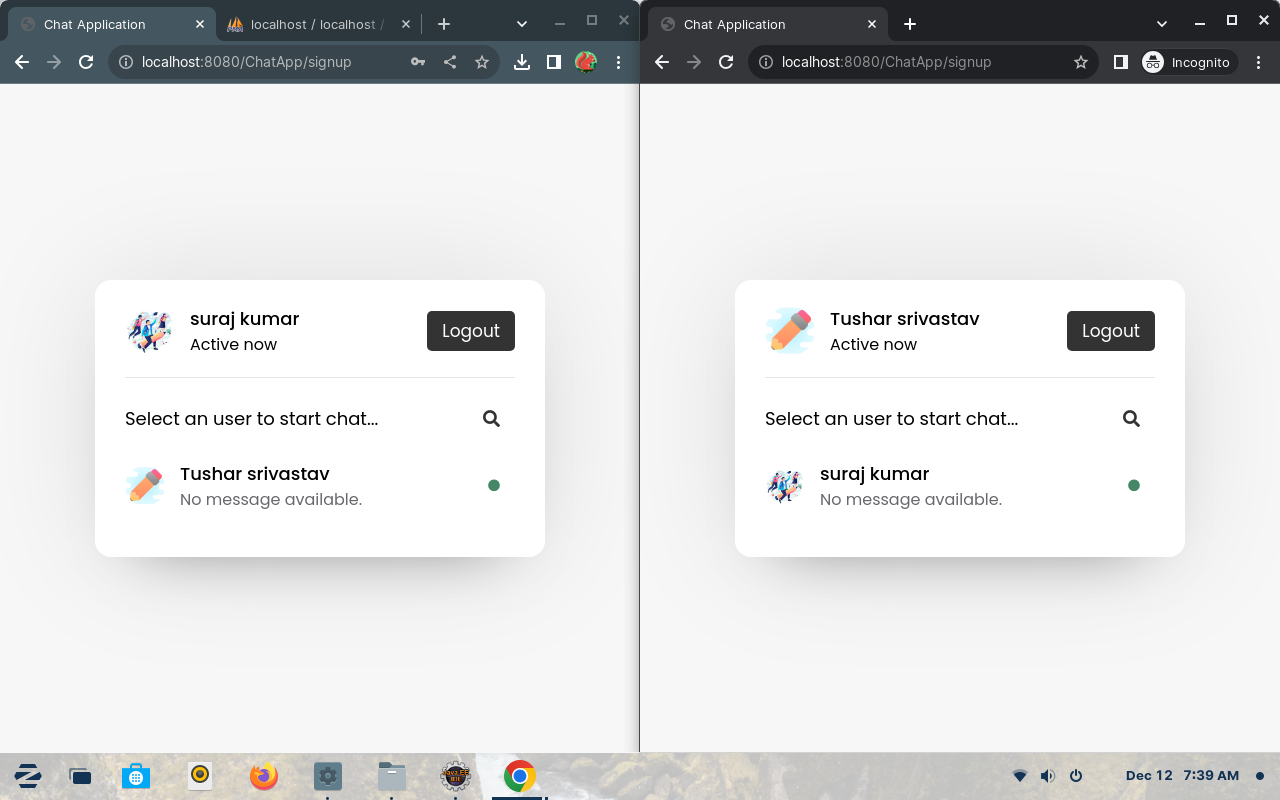 Chat Application
localhost / localhost /
localhost:8080/ChatApp/signup
suraj kumar
Active now
Logout
Select an user to start chat...
Tushar srivastav
No message available.
Chat Application
localhost:8080/ChatApp/signup
Incognito
Tushar srivastav
Active now
Logout
Select an user to start chat...
suraj kumar
No message available.
Java EE
Dec 12 7:39 AM